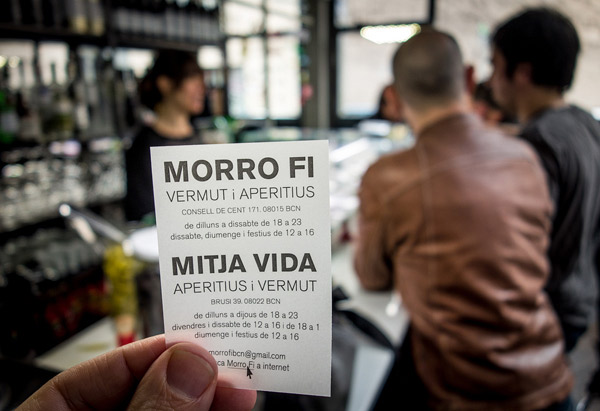 MORRO FI
VERMUT i APERITIUS
CONSELL DE CENT 171. 08015 BCN
de dilluns a dissabte de 18 a 23
dissabte, diumenge i festius de 12 a 16
MITJA VIDA
APERITIUS i VERMUT
BRUSI 39. 08022 BCN
de dilluns a dijous de 18 a 23
divendres i dissabte de 12 a 16 i de 18 a 1
diumenge i festius de 12 a 16
morrofibcn@gmail.com
Morro Fi a internet